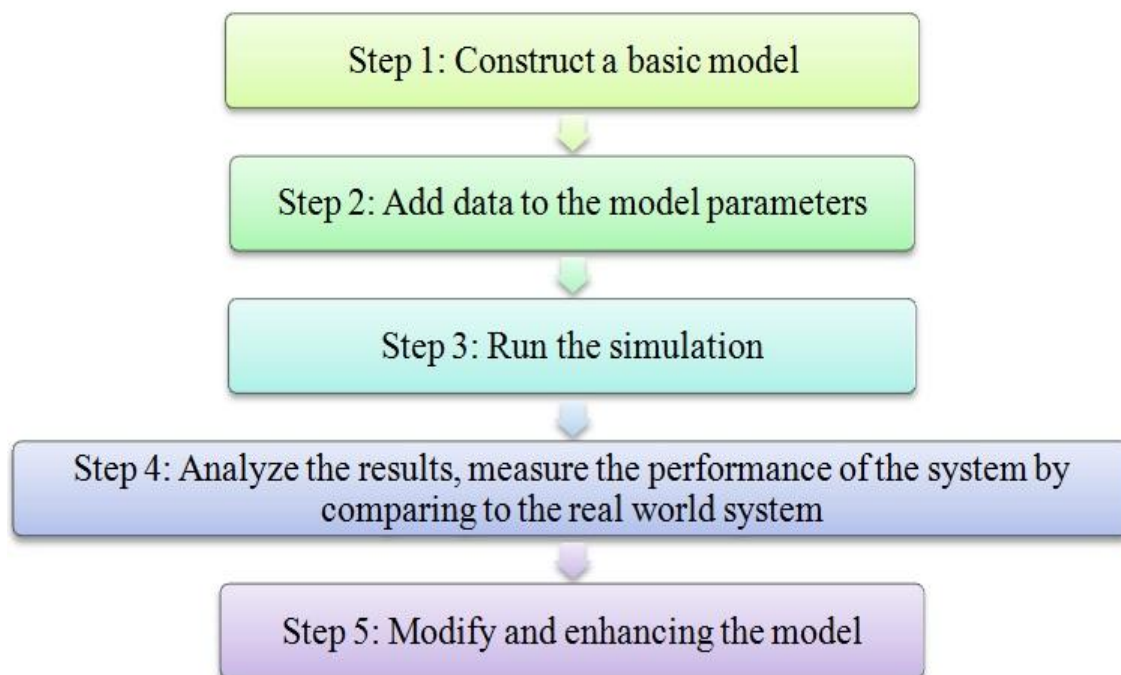 Step 1: Construct a basic model
Step 2: Add data to the model parameters
Step 3: Run the simulation
Step 4: Analyze the results, measure the performance of the system by
comparing to the real world system
Step 5: Modify and enhancing the model